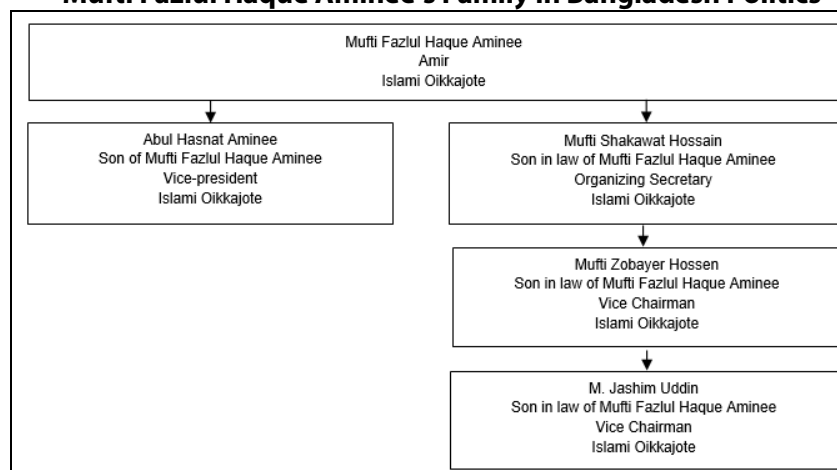 Mufti Fazlul Haque Aminee's Family in Bangladesh Politics
Mufti Fazlul Haque Aminee
Amir
Islami Oikkajote
Abul Hasnat Aminee
Son of Mufti Fazlul Haque Aminee
Vice-president
Islami Oikkajote
Mufti Shakawat Hossain
Son in law of Mufti Fazlul Haque Aminee
Organizing Secretary
Islami Oikkajote
Mufti Zobayer Hossen
Son in law of Mufti Fazlul Haque Aminee
Vice Chairman
Islami Oikkajote
M. Jashim Uddin
Son in law of Mufti Fazlul Haque Aminee
Vice Chairman
Islami Oikkajote